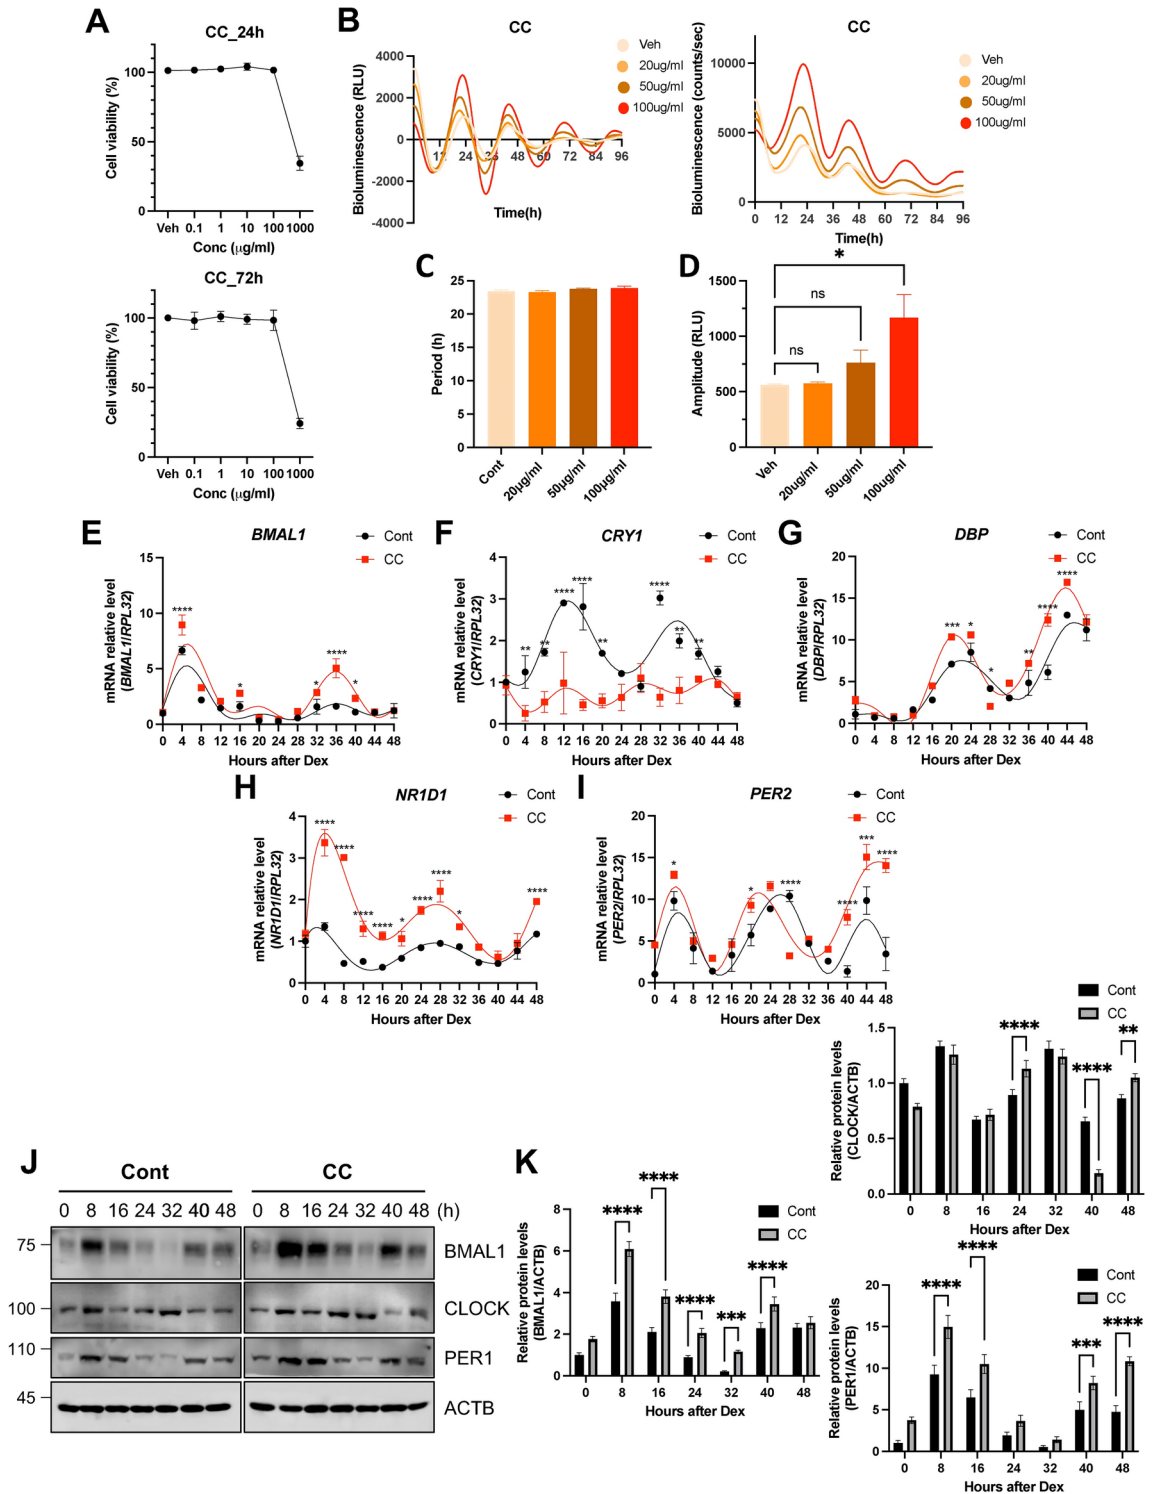 A
CC_24h
Cell viability (%)
100
50
0
Veh 0.1 1 10 100 1000
Conc (μg/ml)
CC_72h
Cell viability (%)
100
50
0
Veh 0.1 1 10 100 1000
Conc (μg/ml)
B
CC
Bioluminescence (RLU)
4000
2000
0
-2000
-4000
12 24 36 48 60 72 84 96
Time(h)
Veh
20ug/ml
50ug/ml
100ug/ml
CC
Bioluminescence (counts/sec)
10000
5000
0
0 12 24 36 48 60 72 84 96
Time(h)
Veh
20ug/ml
50ug/ml
100ug/ml
C
Period (h)
25
20
15
10
5
0
Cont 20μg/ml 50μg/ml 100μg/ml
D
Amplitude (RLU)
1500
1000
500
0
*
ns
ns
Veh 20ug/ml 50ug/ml 100ug/ml
E
BMAL1
Cont
CC
mRNA relative level
(BMAL1/RPL32)
15
10
5
0
**** * * **** *
0 4 8 12 16 20 24 28 32 36 40 44 48
Hours after Dex
F
CRY1
Cont
CC
mRNA relative level
(CRY1/RPL32)
4
3
2
1
0
** ** **** **** ** **** ** **
0 4 8 12 16 20 24 28 32 36 40 44 48
Hours after Dex
G
DBP
Cont
CC
mRNA relative level
(DBP/RPL32)
20
15
10
5
0
*** * * ** **** ****
0 4 8 12 16 20 24 28 32 36 40 44 48
Hours after Dex
H
NR1D1
Cont
CC
mRNA relative level
(NR1D1/RPL32)
4
3
2
1
0
**** **** **** **** * **** **** * ****
0 4 8 12 16 20 24 28 32 36 40 44 48
Hours after Dex
I
PER2
Cont
CC
mRNA relative level
(PER2/RPL32)
20
15
10
5
0
* * **** **** *** ****
0 4 8 12 16 20 24 28 32 36 40 44 48
Hours after Dex
J
Cont CC
0 8 16 24 32 40 48 0 8 16 24 32 40 48 (h)
75 BMAL1
100 CLOCK
110 PER1
45 ACTB
K
Relative protein levels
(BMAL1/ACTB)
8
6
4
2
0
**** **** **** *** ****
Cont
CC
0 8 16 24 32 40 48
Hours after Dex
Cont
CC
Relative protein levels
(CLOCK/ACTB)
1.5
1.0
0.5
0.0
**** **** **
0 8 16 24 32 40 48
Hours after Dex
Cont
CC
Relative protein levels
(PER1/ACTB)
20
15
10
5
0
**** **** *** ****
0 8 16 24 32 40 48
Hours after Dex